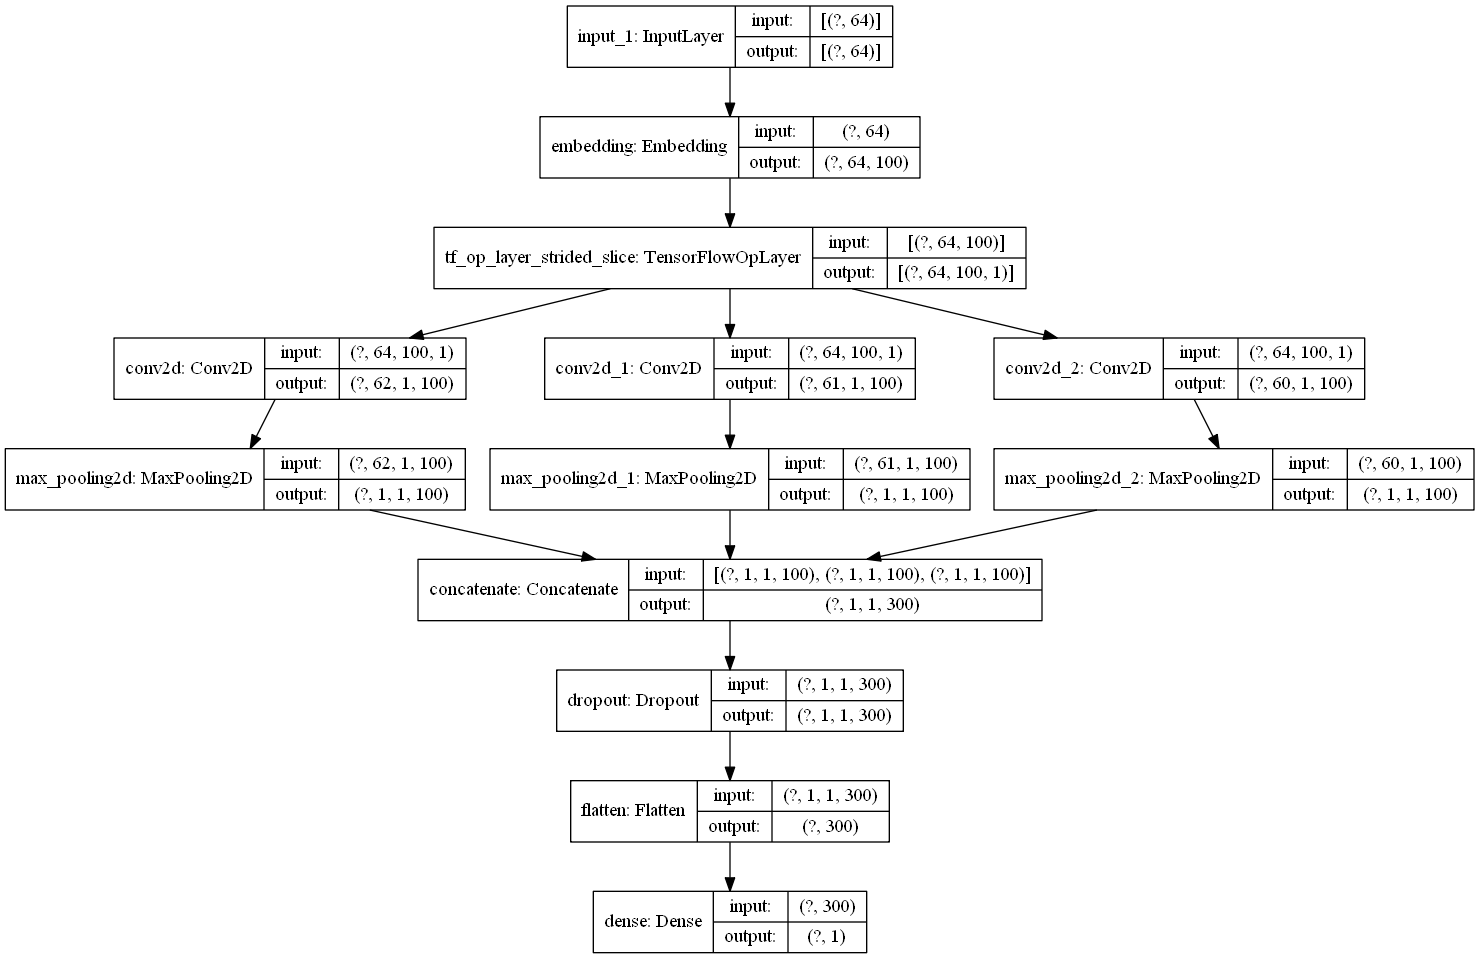 input_1: InputLayer
input:
[(?, 64)]
output:
[(?, 64)]
embedding: Embedding
input:
(?, 64)
output:
(?, 64, 100)
tf_op_layer_strided_slice: TensorFlowOpLayer
input:
[(?, 64, 100)]
output:
[(?, 64, 100, 1)]
conv2d: Conv2D
input:
(?, 64, 100, 1)
output:
(?, 62, 1, 100)
conv2d_1: Conv2D
input:
(?, 64, 100, 1)
output:
(?, 61, 1, 100)
conv2d_2: Conv2D
input:
(?, 64, 100, 1)
output:
(?, 60, 1, 100)
max_pooling2d: MaxPooling2D
input:
(?, 62, 1, 100)
output:
(?, 1, 1, 100)
max_pooling2d_1: MaxPooling2D
input:
(?, 61, 1, 100)
output:
(?, 1, 1, 100)
max_pooling2d_2: MaxPooling2D
input:
(?, 60, 1, 100)
output:
(?, 1, 1, 100)
concatenate: Concatenate
input:
[(?, 1, 1, 100), (?, 1, 1, 100), (?, 1, 1, 100)]
output:
(?, 1, 1, 300)
dropout: Dropout
input:
(?, 1, 1, 300)
output:
(?, 1, 1, 300)
flatten: Flatten
input:
(?, 1, 1, 300)
output:
(?, 300)
dense: Dense
input:
(?, 300)
output:
(?, 1)